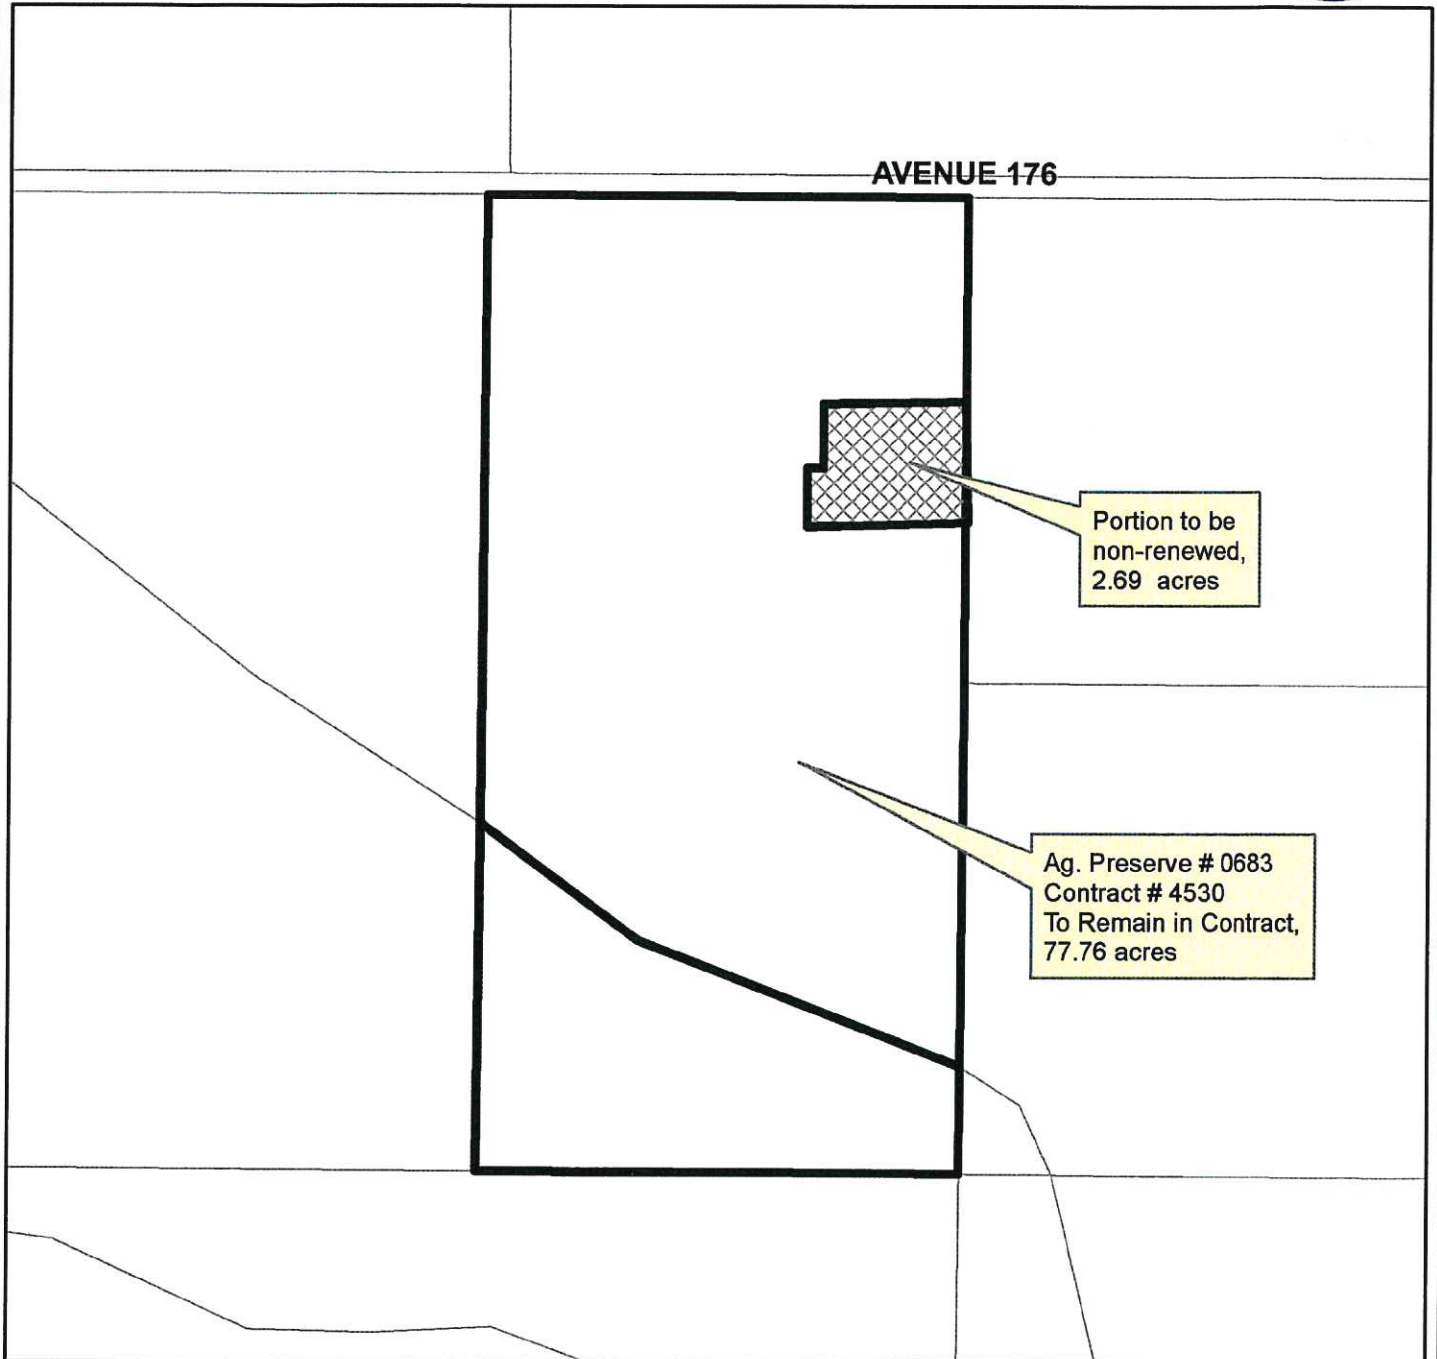 AVENUE 176
Portion to be
non-renewed,
2.69 acres
Ag. Preserve # 0683
Contract # 4530
To Remain in Contract,
77.76 acres